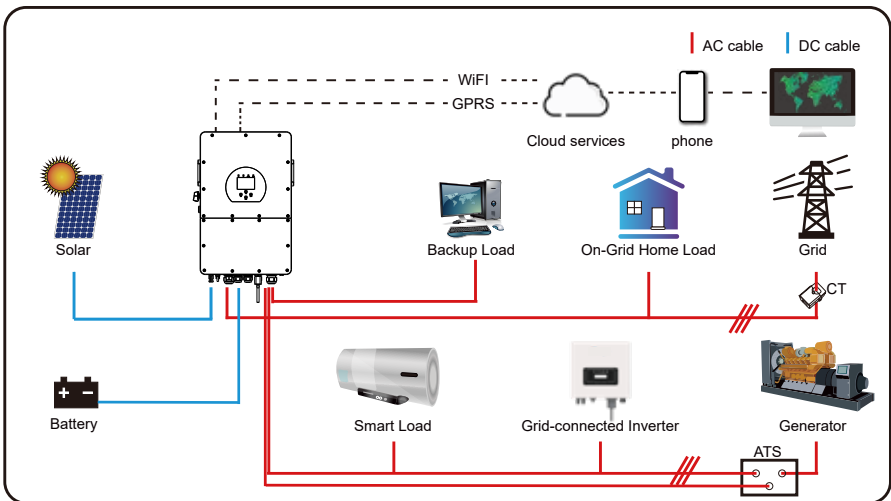 AC cable
DC cable
WiFI
GPRS
Cloud services
phone
Solar
Backup Load
On-Grid Home Load
Grid
CT
Battery
Smart Load
Grid-connected Inverter
Generator
ATS